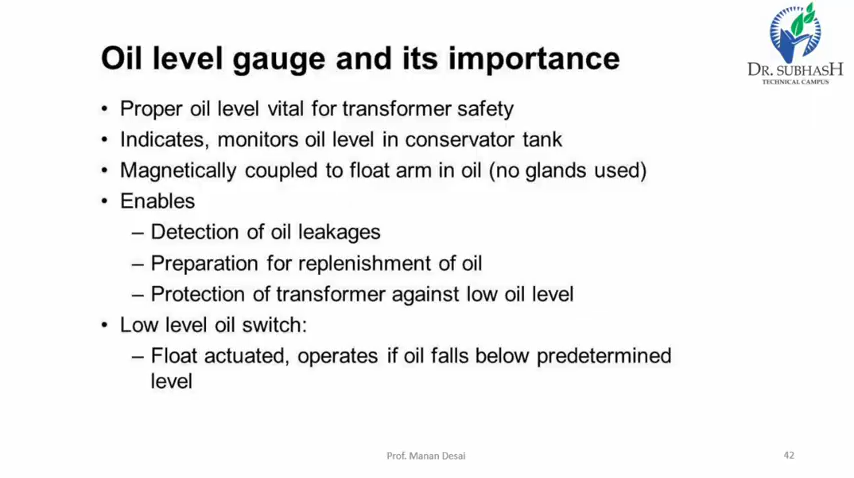 Oil level gauge and its importance
DR. SUBHASH
TECHNICAL CAMPUS
• Proper oil level vital for transformer safety
• Indicates, monitors oil level in conservator tank
• Magnetically coupled to float arm in oil (no glands used)
• Enables
– Detection of oil leakages
– Preparation for replenishment of oil
– Protection of transformer against low oil level
• Low level oil switch:
– Float actuated, operates if oil falls below predetermined
level
Prof. Manan Desai
42